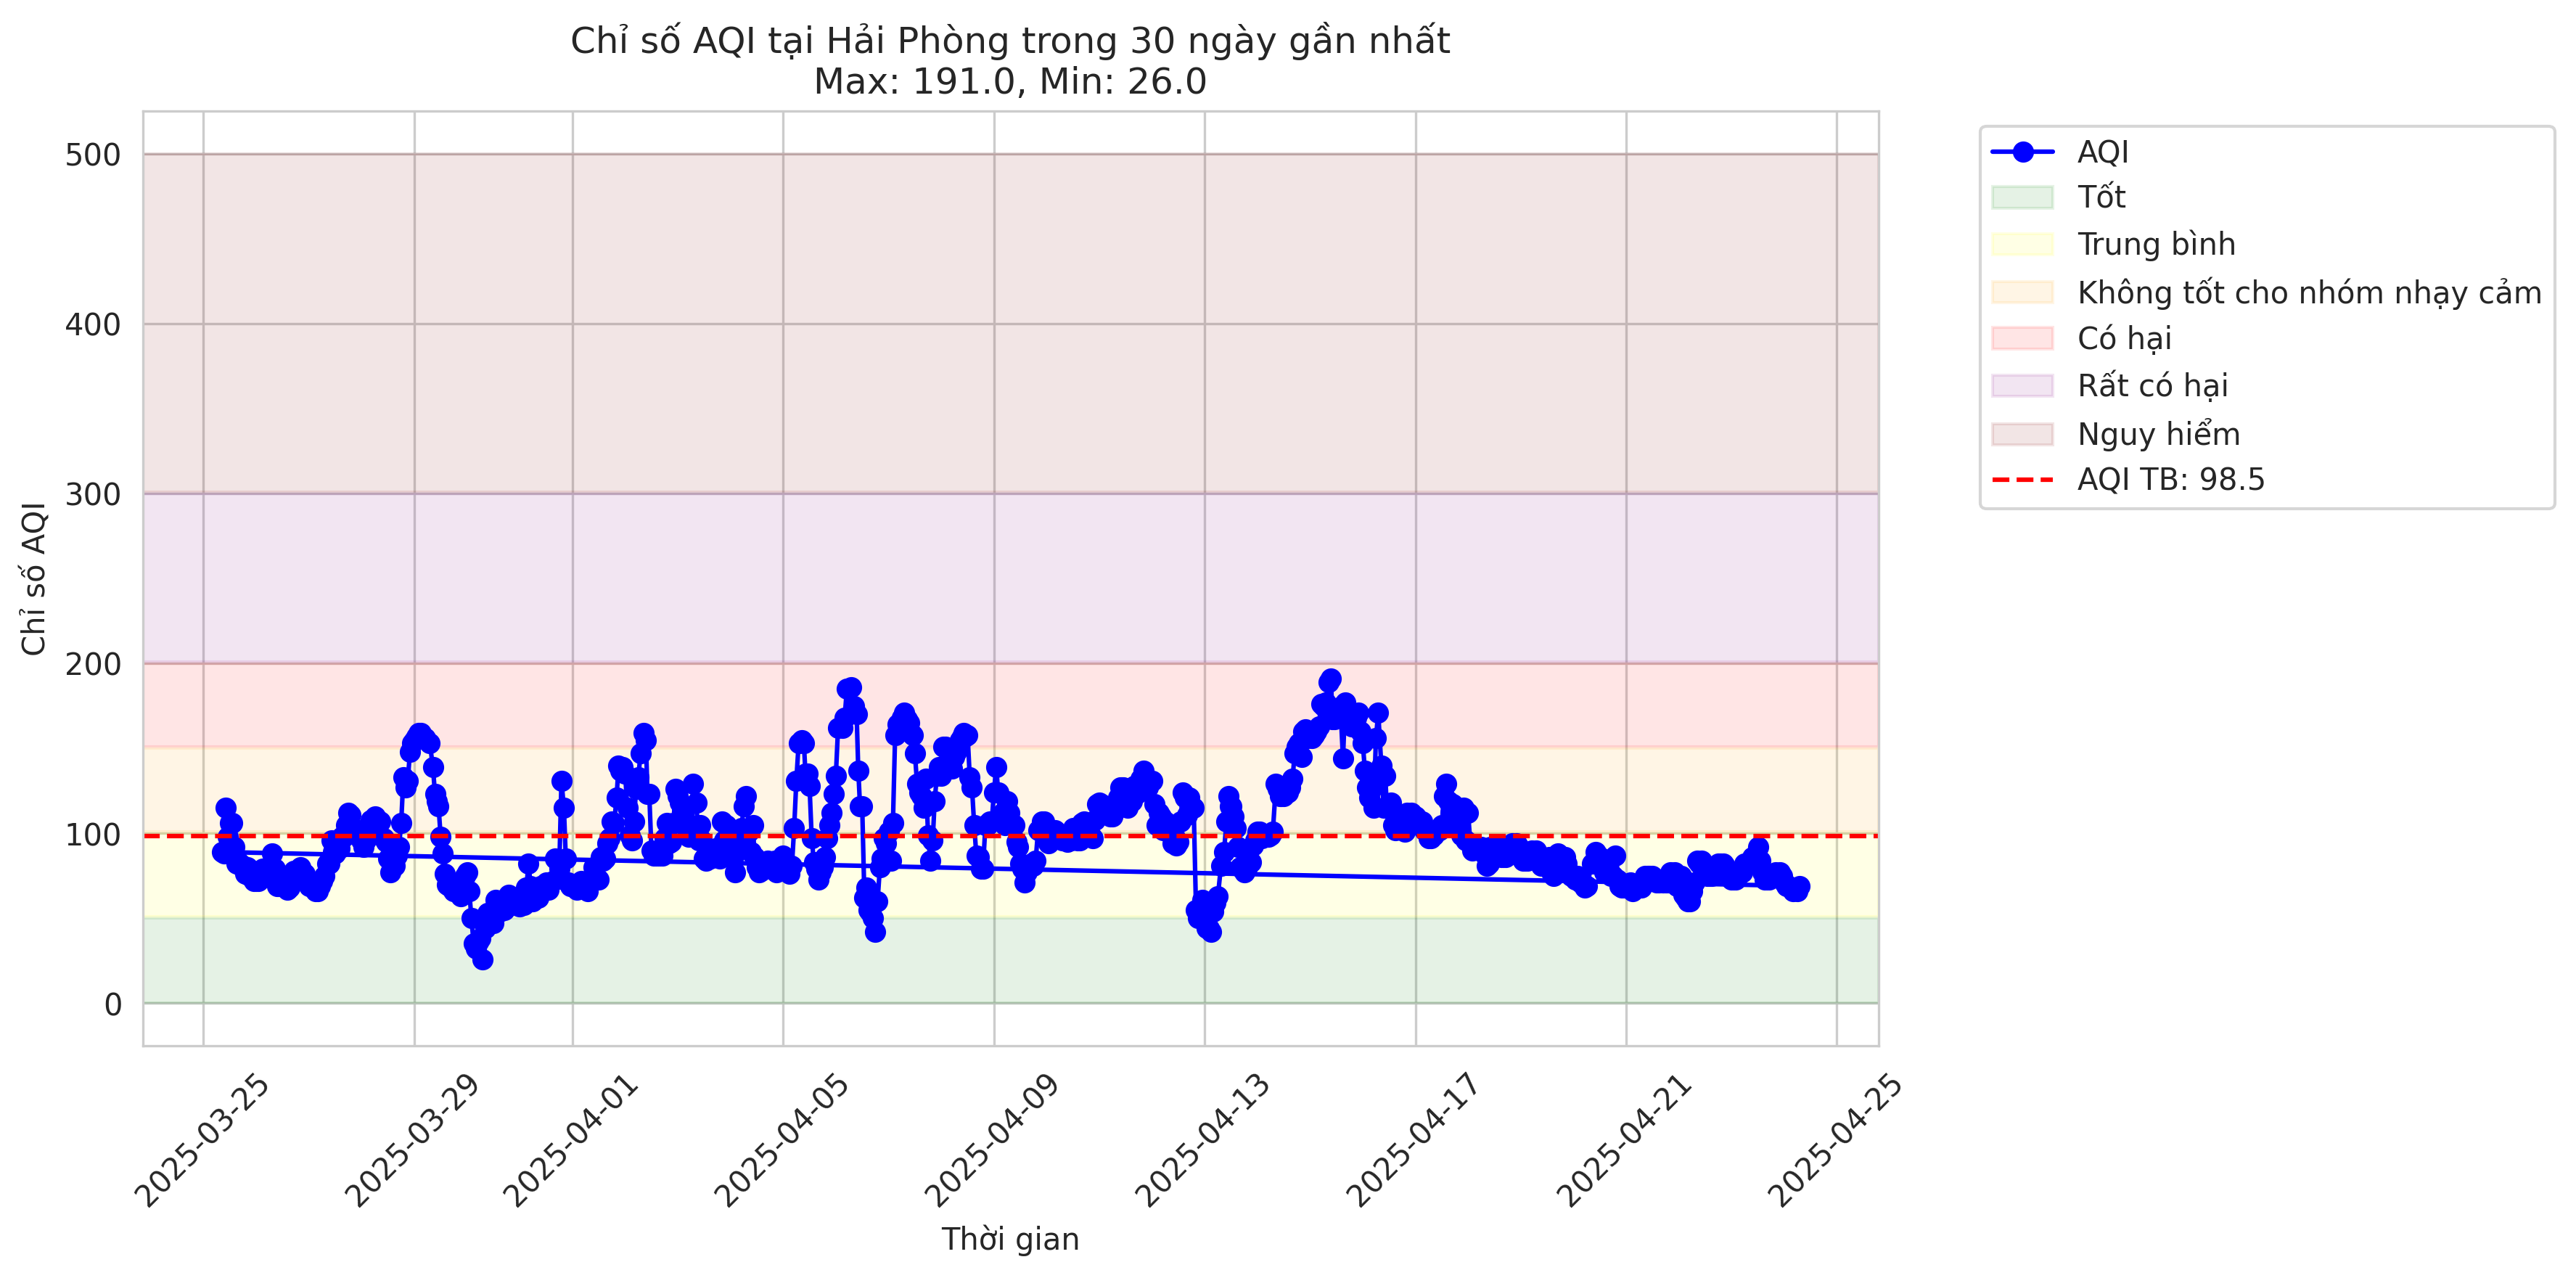 Chỉ số AQI tại Hải Phòng trong 30 ngày gần nhất
Max: 191.0, Min: 26.0
Chỉ số AQI
500
400
300
200
100
0
2025-03-25
2025-03-29
2025-04-01
2025-04-05
2025-04-09
2025-04-13
2025-04-17
2025-04-21
2025-04-25
Thời gian
AQI
Tốt
Trung bình
Không tốt cho nhóm nhạy cảm
Có hại
Rất có hại
Nguy hiểm
AQI TB: 98.5